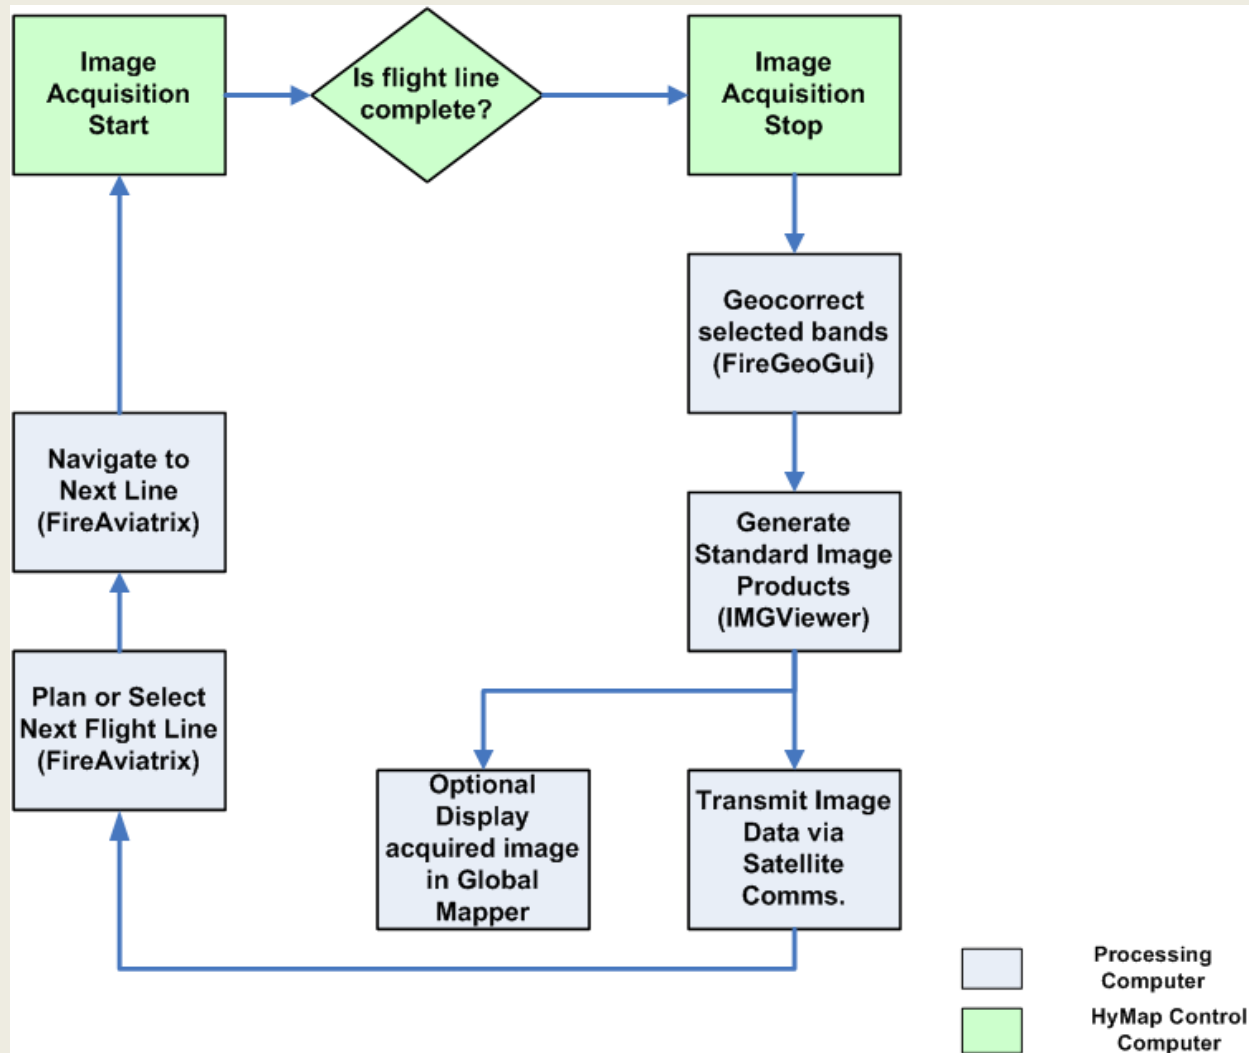 Image
Acquisition
Start
Is flight line
complete?
Image
Acquisition
Stop
Geocorrect
selected bands
(FireGeoGui)
Navigate to
Next Line
(FireAviatrix)
Generate
Standard Image
Products
(IMGViewer)
Plan or Select
Next Flight Line
(FireAviatrix)
Optional
Display
acquired image
in Global
Mapper
Transmit Image
Data via
Satellite
Comms.
Processing
Computer
HyMap Control
Computer